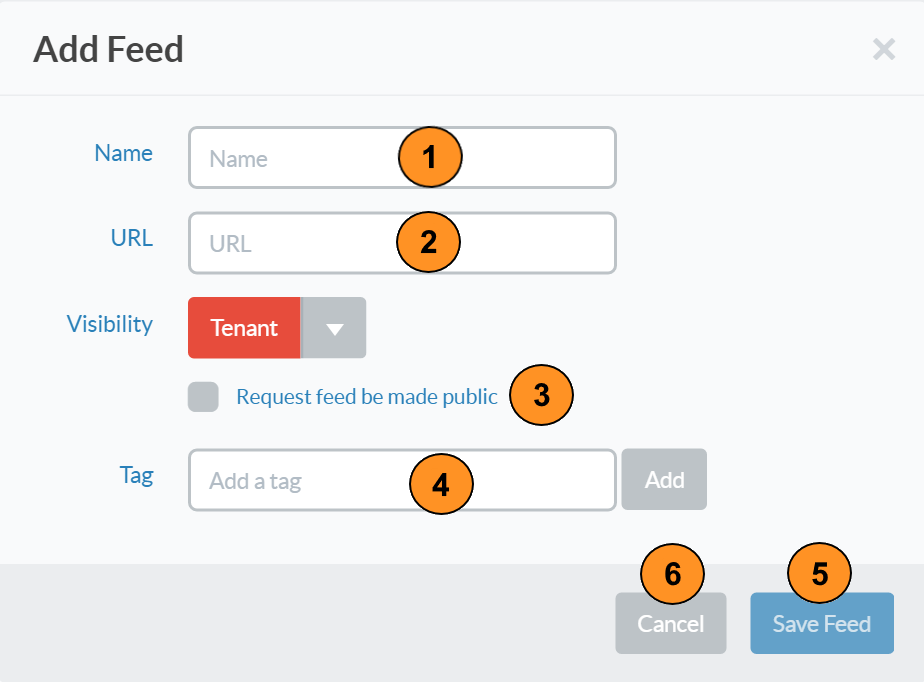 Add Feed ×
Name Name 1
URL URL 2
Visibility Tenant
Request feed be made public 3
Tag Add a tag 4 Add
6 5
Cancel Save Feed